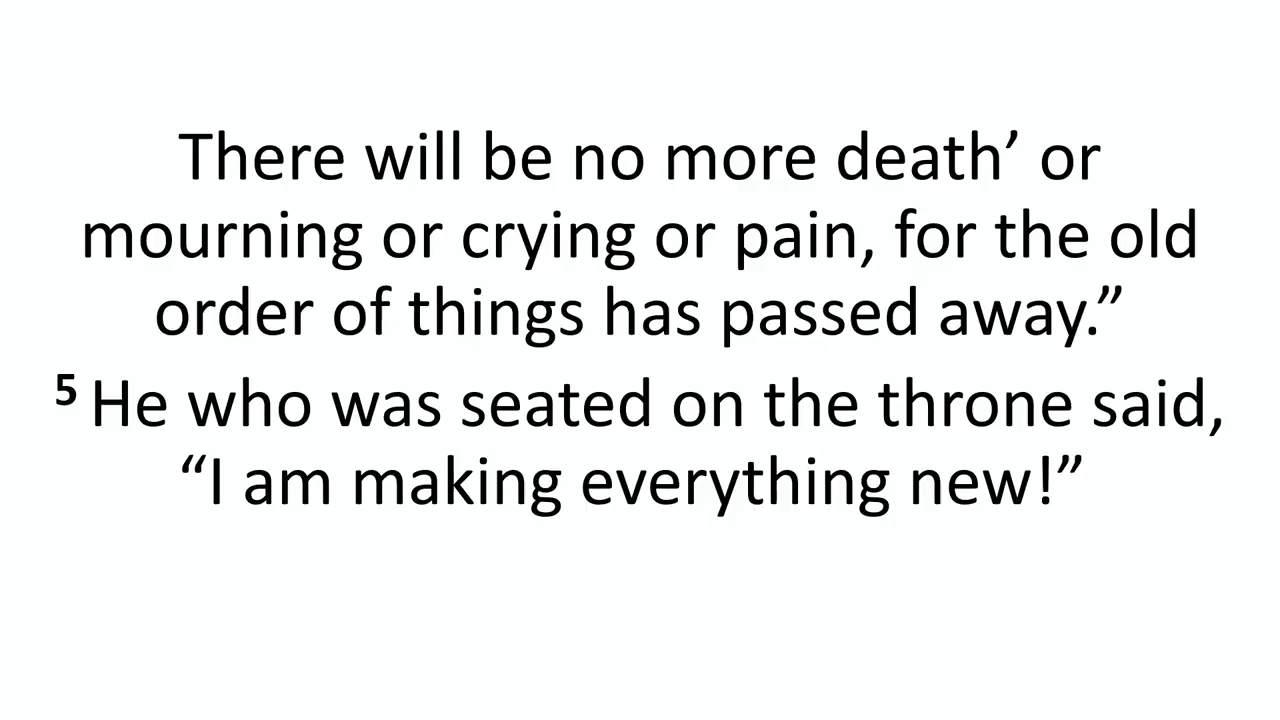 There will be no more death’ or
mourning or crying or pain, for the old
order of things has passed away.”
5 He who was seated on the throne said,
“I am making everything new!”